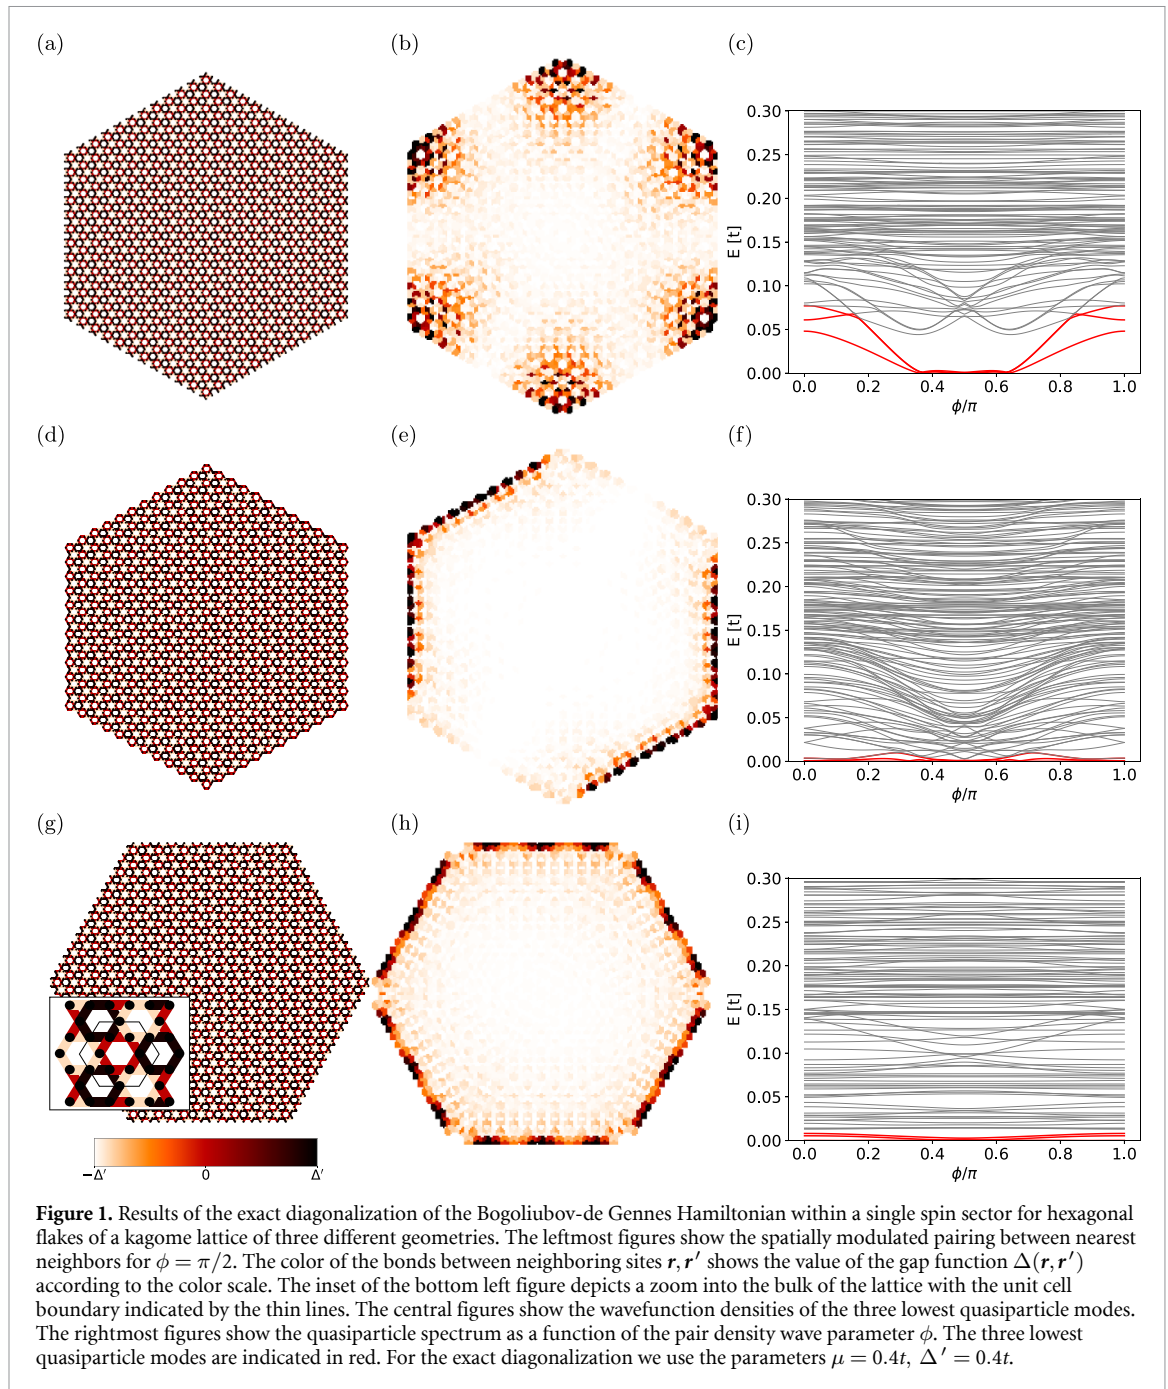 (a)
(b)
(c)
0.30
0.25
0.20
0.15
0.10
0.05
0.00
E [t]
0.0 0.2 0.4 0.6 0.8 1.0
ϕ/π
(d)
(e)
(f)
0.30
0.25
0.20
0.15
0.10
0.05
0.00
E [t]
0.0 0.2 0.4 0.6 0.8 1.0
ϕ/π
(g)
(h)
(i)
0.30
0.25
0.20
0.15
0.10
0.05
0.00
E [t]
0.0 0.2 0.4 0.6 0.8 1.0
ϕ/π
−Δ′ 0 Δ′
Figure 1. Results of the exact diagonalization of the Bogoliubov-de Gennes Hamiltonian within a single spin sector for hexagonal
flakes of a kagome lattice of three different geometries. The leftmost figures show the spatially modulated pairing between nearest
neighbors for ϕ = π/2. The color of the bonds between neighboring sites r, r′ shows the value of the gap function Δ(r, r′)
according to the color scale. The inset of the bottom left figure depicts a zoom into the bulk of the lattice with the unit cell
boundary indicated by the thin lines. The central figures show the wavefunction densities of the three lowest quasiparticle modes.
The rightmost figures show the quasiparticle spectrum as a function of the pair density wave parameter ϕ. The three lowest
quasiparticle modes are indicated in red. For the exact diagonalization we use the parameters μ = 0.4t, Δ′ = 0.4t.